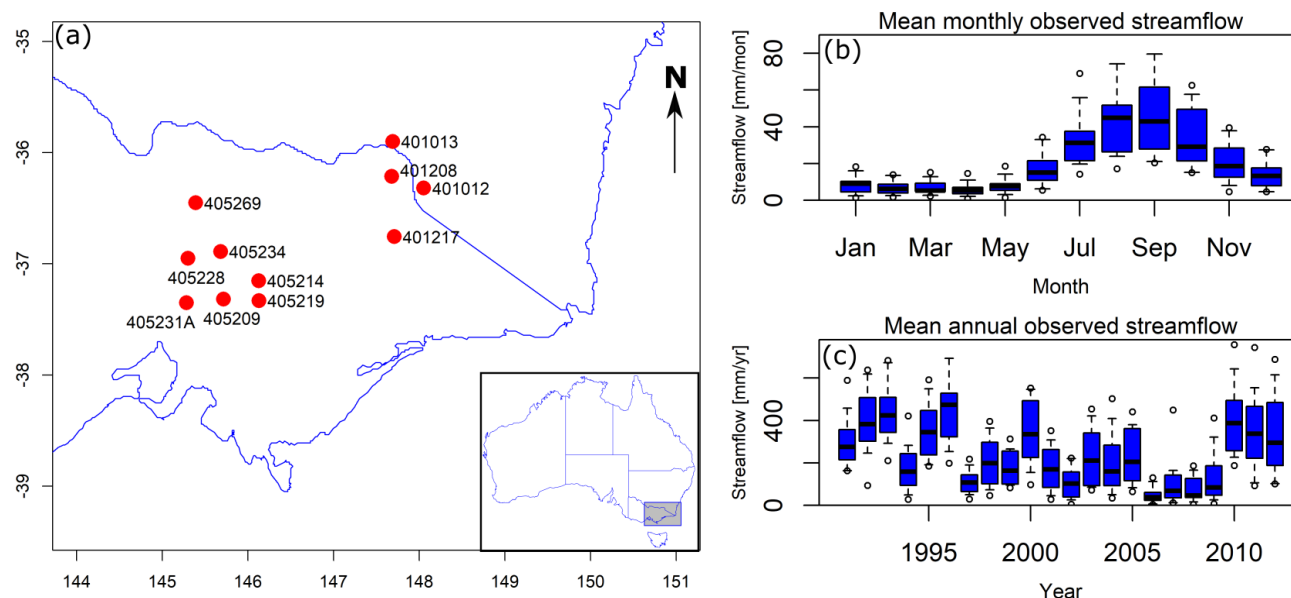 (a)
-35
-36
-37
-38
-39
144
145
146
147
148
149
150
151
N
401013
401208
401012
405269
401217
405234
405228
405214
405219
405231A
405209
Mean monthly observed streamflow
(b)
Streamflow [mm/mon]
80
40
0
Jan Mar May Jul Sep Nov
Month
Mean annual observed streamflow
(c)
Streamflow [mm/yr]
400
0
1995 2000 2005 2010
Year